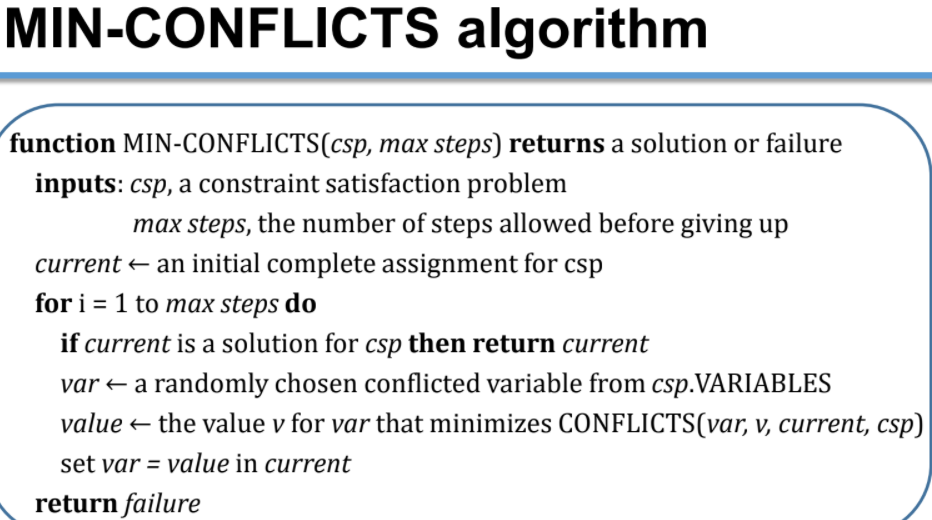 MIN-CONFLICTS algorithm
function MIN-CONFLICTS(csp, max steps) returns a solution or failure
inputs: csp, a constraint satisfaction problem
max steps, the number of steps allowed before giving up
current ← an initial complete assignment for csp
for i = 1 to max steps do
if current is a solution for csp then return current
var ← a randomly chosen conflicted variable from csp.VARIABLES
value ← the value v for var that minimizes CONFLICTS(var, v, current, csp)
set var = value in current
return failure